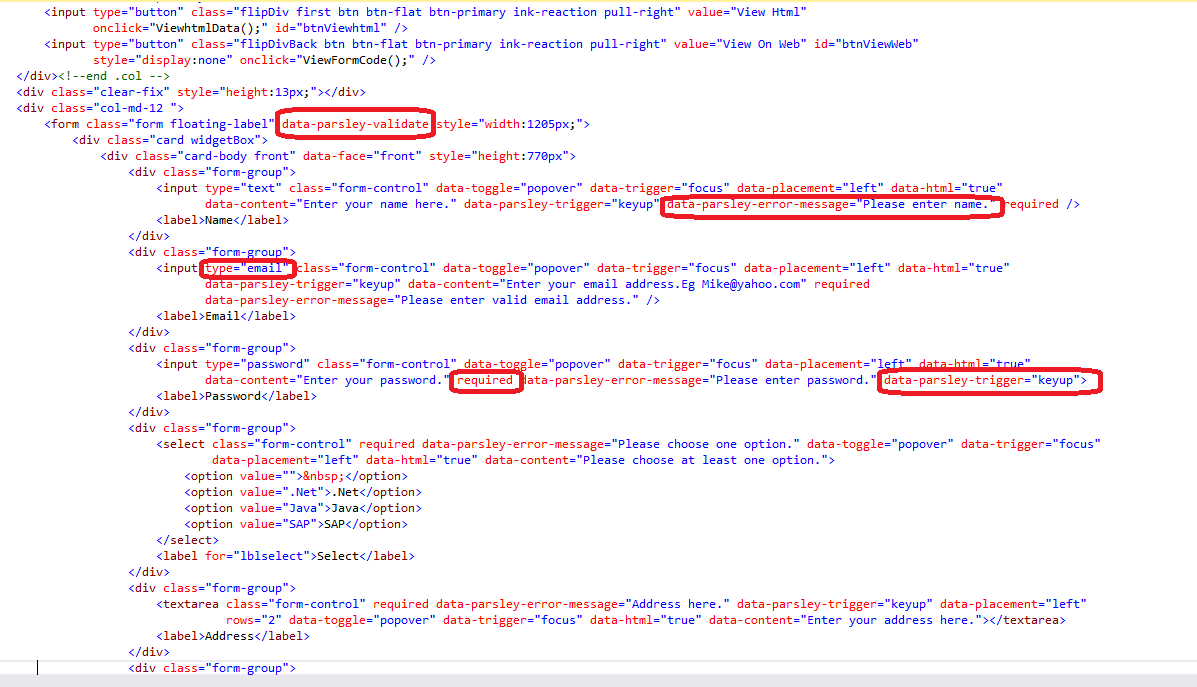 <input type="button" class="flipDiv first btn btn-flat btn-primary ink-reaction pull-right" value="View Html"
onclick="ViewhtmlData();" id="btnViewhtml" />
<input type="button" class="flipDivBack btn btn-flat btn-primary ink-reaction pull-right" value="View On Web" id="btnViewWeb"
style="display:none" onclick="ViewFormCode();" />
</div><!--end .col -->
<div class="clear-fix" style="height:13px;"></div>
<div class="col-md-12 ">
<form class="form floating-label" data-parsley-validate style="width:1205px;">
<div class="card widgetBox">
<div class="card-body front" data-face="front" style="height:770px">
<div class="form-group">
<input type="text" class="form-control" data-toggle="popover" data-trigger="focus" data-placement="left" data-html="true"
data-content="Enter your name here." data-parsley-trigger="keyup" data-parsley-error-message="Please enter name." required />
<label>Name</label>
</div>
<div class="form-group">
<input type="email" class="form-control" data-toggle="popover" data-trigger="focus" data-placement="left" data-html="true"
data-parsley-trigger="keyup" data-content="Enter your email address.Eg Mike@yahoo.com" required
data-parsley-error-message="Please enter valid email address." />
<label>Email</label>
</div>
<div class="form-group">
<input type="password" class="form-control" data-toggle="popover" data-trigger="focus" data-placement="left" data-html="true"
data-content="Enter your password." required data-parsley-error-message="Please enter password." data-parsley-trigger="keyup">
<label>Password</label>
</div>
<div class="form-group">
<select class="form-control" required data-parsley-error-message="Please choose one option." data-toggle="popover" data-trigger="focus"
data-placement="left" data-html="true" data-content="Please choose at least one option.">
<option value="">&nbsp;</option>
<option value=".Net">.Net</option>
<option value="Java">Java</option>
<option value="SAP">SAP</option>
</select>
<label for="lblselect">Select</label>
</div>
<div class="form-group">
<textarea class="form-control" required data-parsley-error-message="Address here." data-parsley-trigger="keyup" data-placement="left"
rows="2" data-toggle="popover" data-trigger="focus" data-html="true" data-content="Enter your address here."></textarea>
<label>Address</label>
</div>
<div class="form-group">